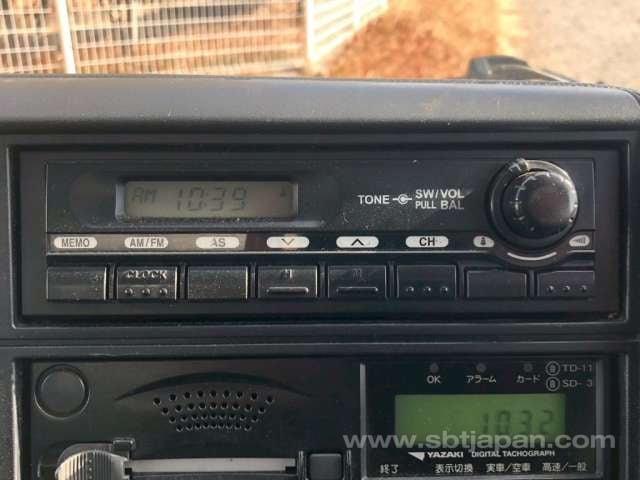 AM 10:39
TONE SW/VOL
PULL BAL
MEMO AM/FM AS CH
CLOCK H M
OK アラーム カード Ⓑ TD-11
Ⓑ SD-3
1032
www.sbtjapan.com
YAZAKI DIGITAL TACHOGRAPH
終了 表示切換 実車/空車 高速/一般